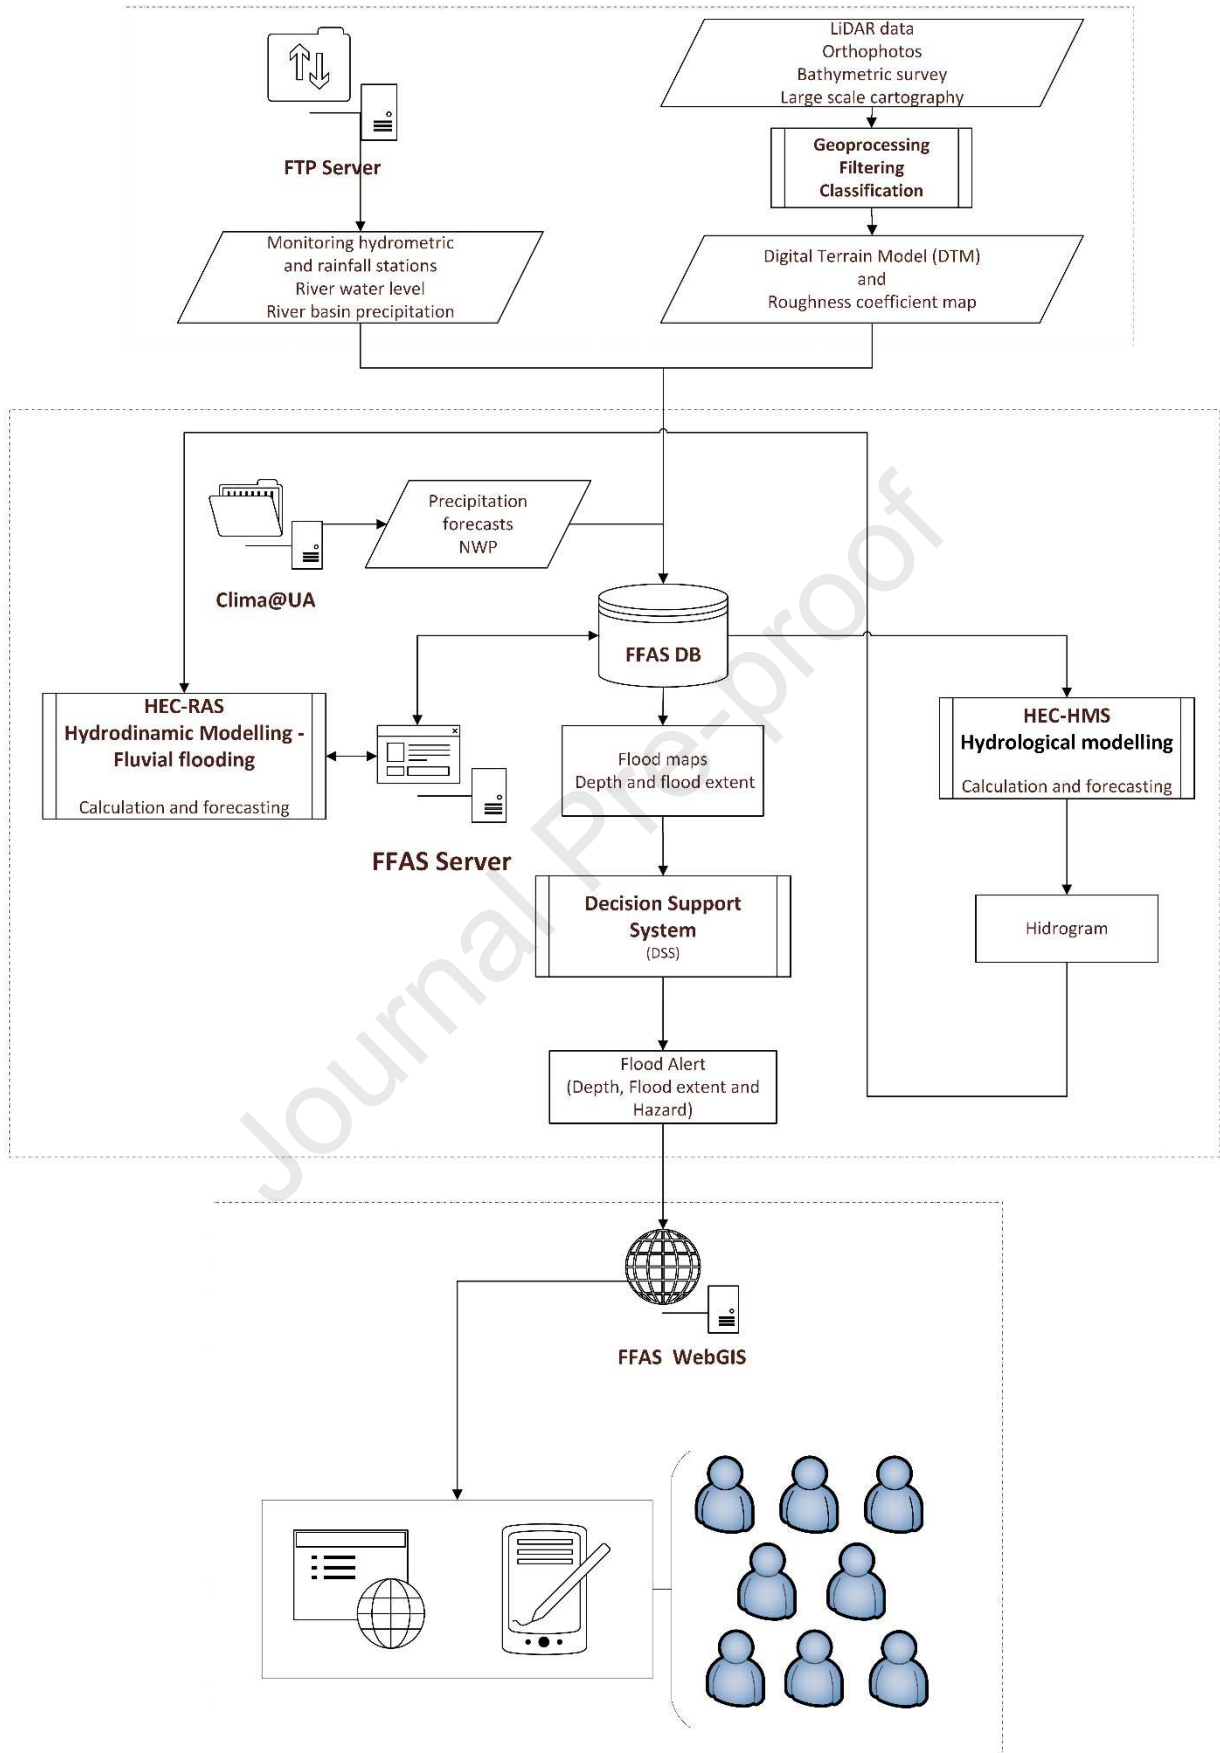 FTP Server
LiDAR data
Orthophotos
Bathymetric survey
Large scale cartography
Geoprocessing
Filtering
Classification
Monitoring hydrometric
and rainfall stations
River water level
River basin precipitation
Digital Terrain Model (DTM)
and
Roughness coefficient map
Clima@UA
Precipitation
forecasts
NWP
FFAS DB
HEC-RAS
Hydrodinamic Modelling -
Fluvial flooding
Calculation and forecasting
FFAS Server
Flood maps
Depth and flood extent
HEC-HMS
Hydrological modelling
Calculation and forecasting
Decision Support
System
(DSS)
Hidrogram
Flood Alert
(Depth, Flood extent and
Hazard)
FFAS WebGIS
Journal Pre-proof